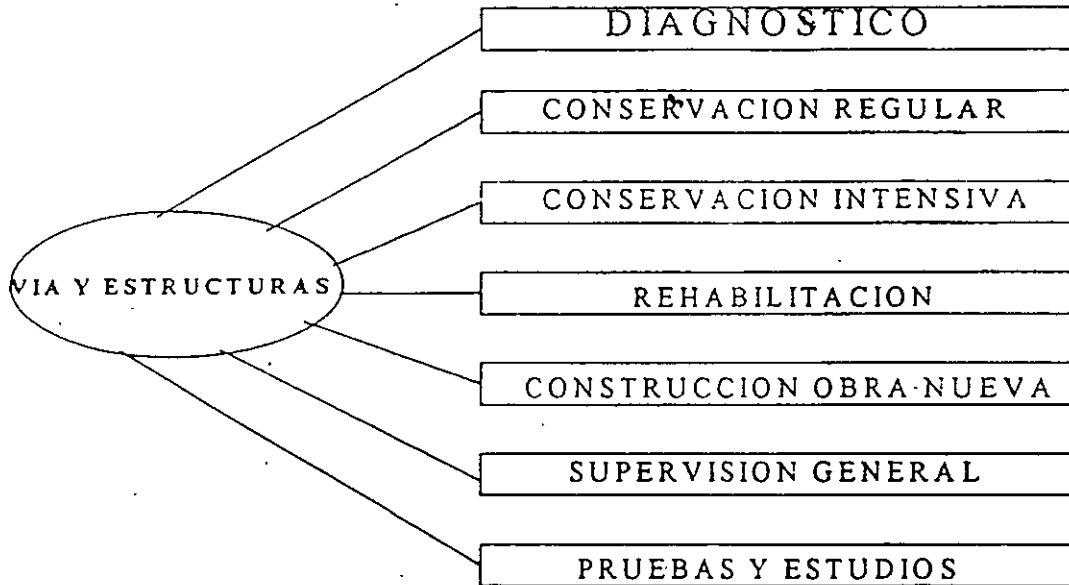 DIAGNOSTICO
CONSERVACION REGULAR
CONSERVACION INTENSIVA
VIA Y ESTRUCTURAS
REHABILITACION
CONSTRUCCION OBRA NUEVA
SUPERVISION GENERAL
PRUEBAS Y ESTUDIOS